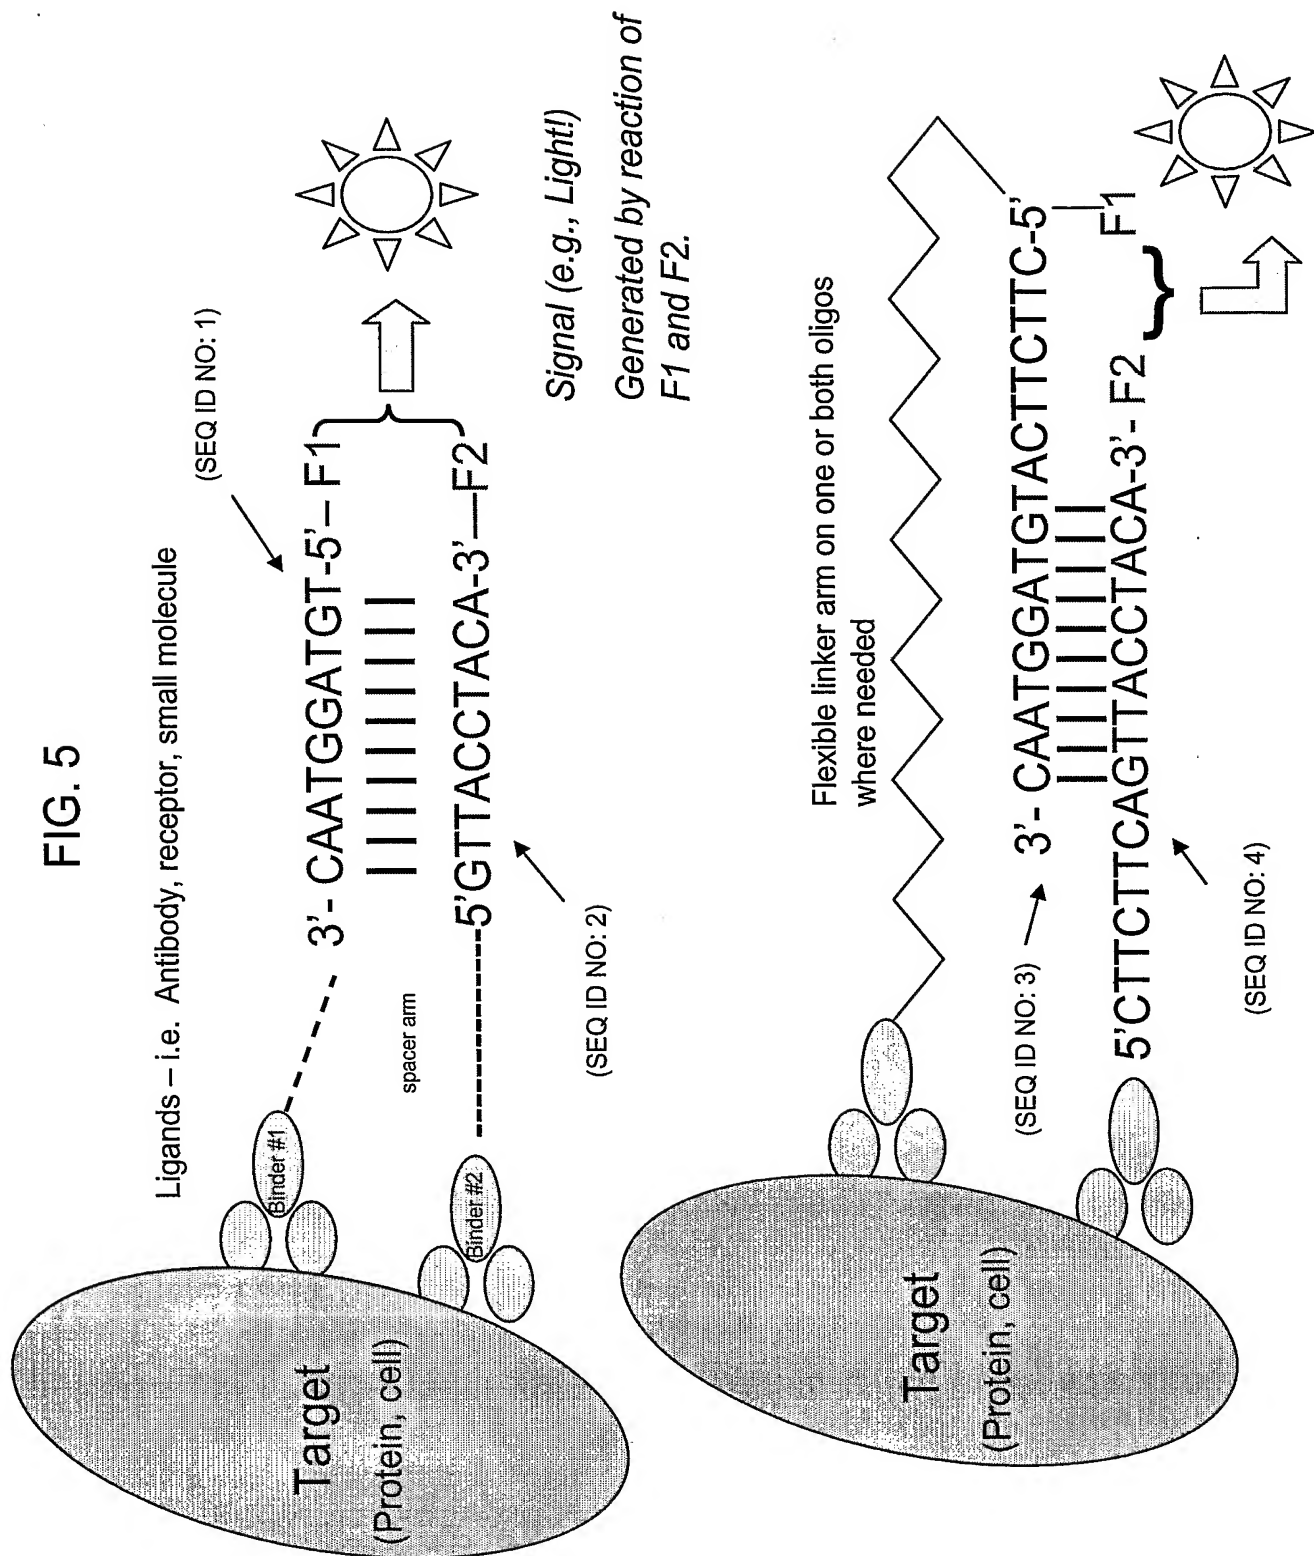 FIG. 5
Ligands – i.e. Antibody, receptor, small molecule
(SEQ ID NO: 1)
Binder #1
3'- CAATGGATGT-5'– F1
spacer arm
Binder #2
5'GTTACCTACA-3'—F2
(SEQ ID NO: 2)
Target
(Protein, cell)
Signal (e.g., Light!)
Generated by reaction of
F1 and F2.
Flexible linker arm on one or both oligos
where needed
(SEQ ID NO: 3)
3'- CAATGGATGTACTTCTTC-5'
F1
5'CTTCTTCAGTTACCTACA-3'- F2
(SEQ ID NO: 4)
Target
(Protein, cell)